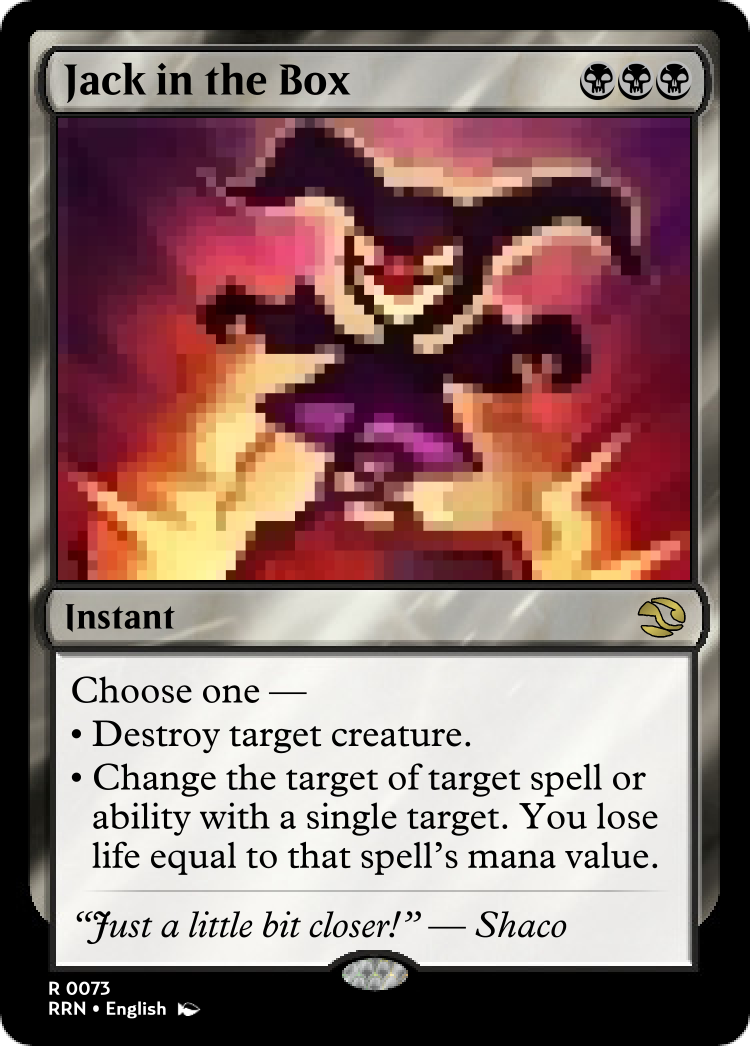 Jack in the Box
Instant
Choose one —
• Destroy target creature.
• Change the target of target spell or
ability with a single target. You lose
life equal to that spell’s mana value.
“Just a little bit closer!” — Shaco
R 0073
RRN • English